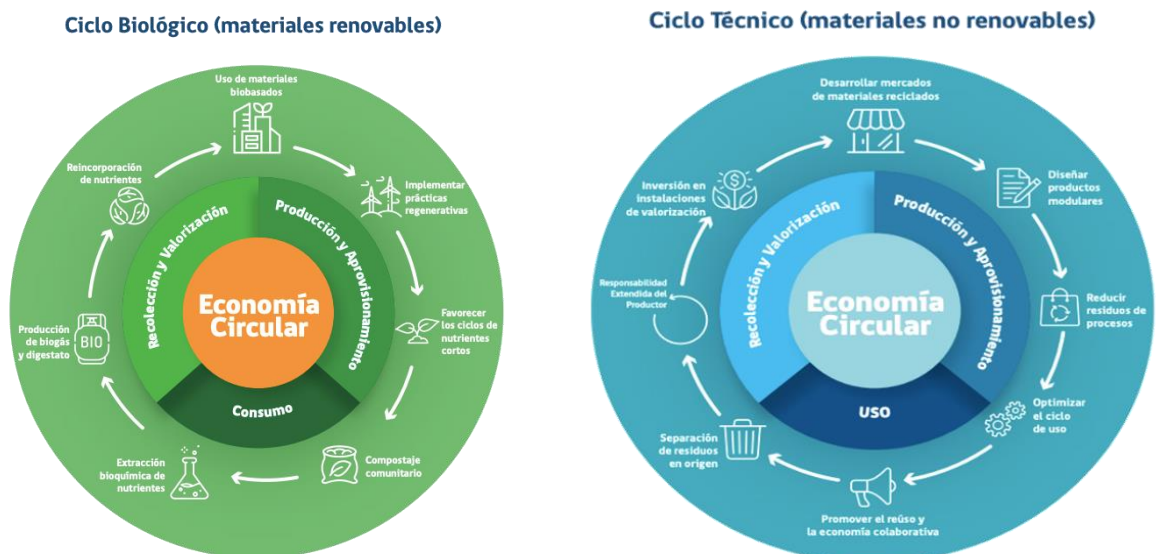 Ciclo Biológico (materiales renovables)
Uso de materiales
biobasados
Implementar
prácticas
regenerativas
Favorecer
los ciclos de
nutrientes
cortos
Compostaje
comunitario
Extracción
bioquímica de
nutrientes
Producción
de biogás
y digestato
BIO
Reincorporación
de nutrientes
Recolección y Valorización
Producción y Aprovisionamiento
Consumo
Economía
Circular
Ciclo Técnico (materiales no renovables)
Desarrollar mercados
de materiales reciclados
Diseñar
productos
modulares
Reducir
residuos de
procesos
Optimizar
el ciclo
de uso
Promover el reúso y
la economía colaborativa
Separación
de residuos
en origen
Responsabilidad
Extendida del
Productor
Inversión en
instalaciones
de valorización
Recolección y Valorización
Producción y Aprovisionamiento
USO
Economía
Circular